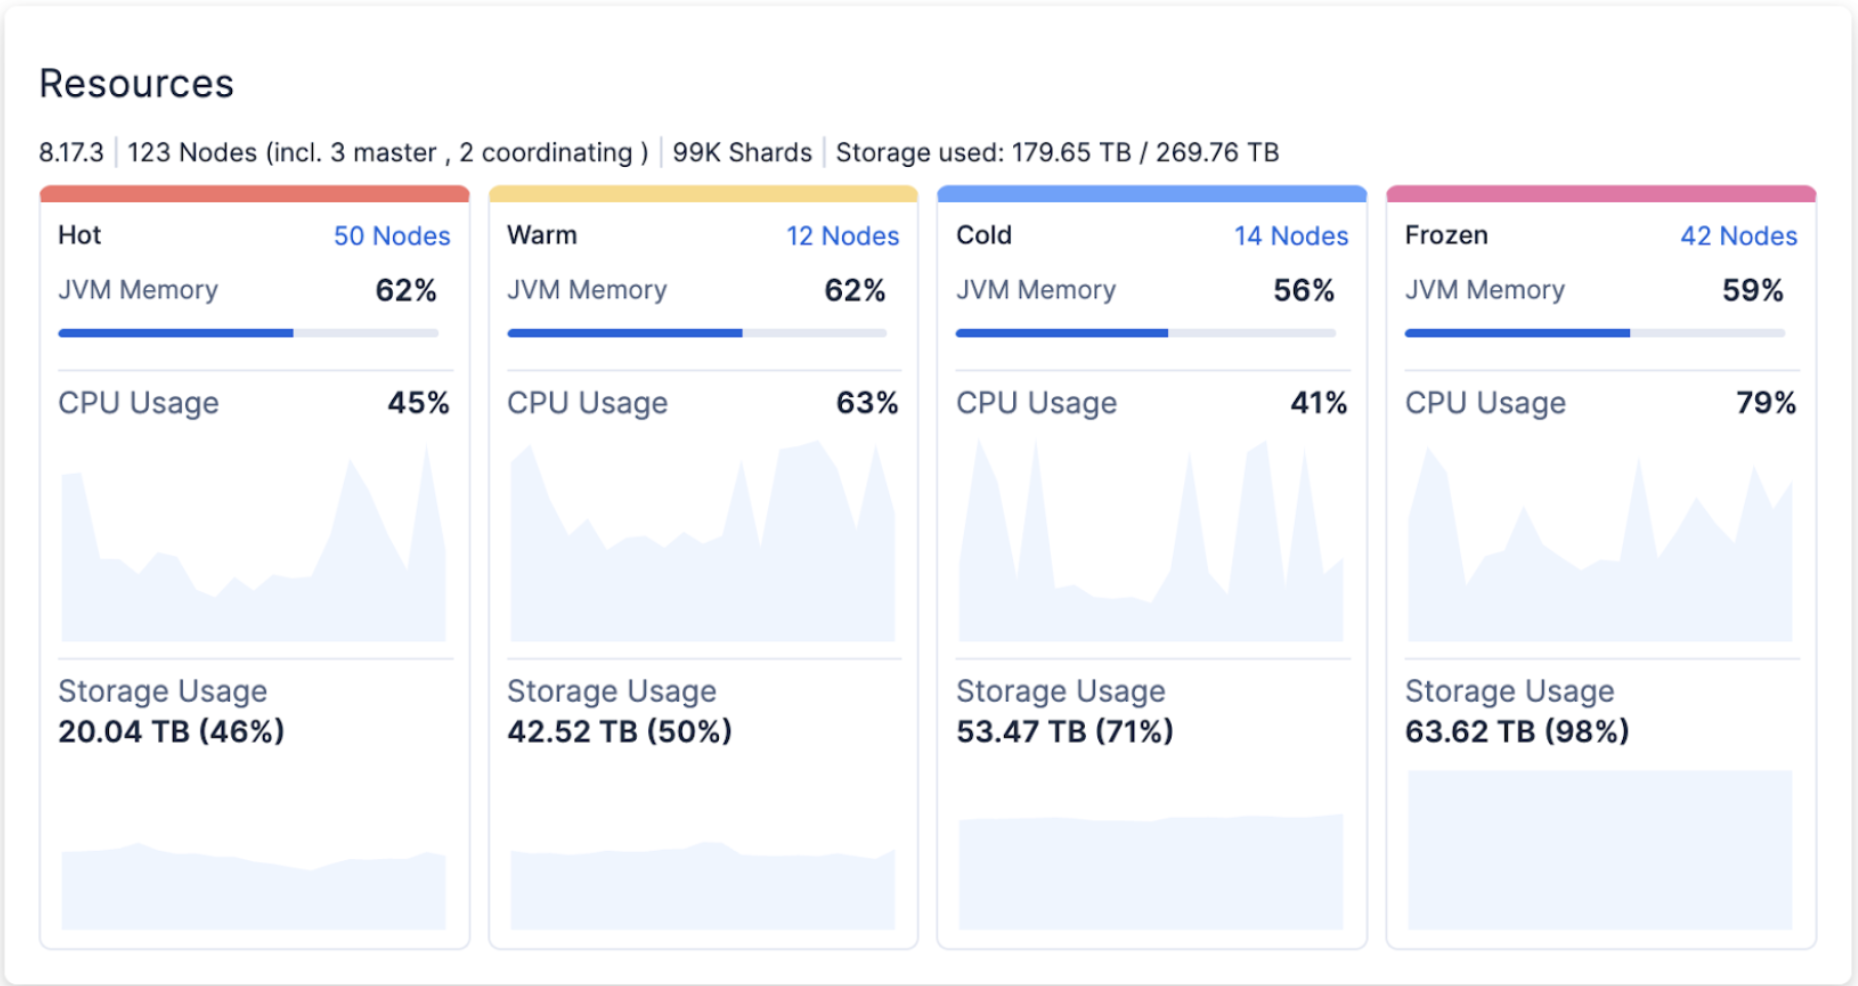 Resources
8.17.3 | 123 Nodes (incl. 3 master , 2 coordinating ) | 99K Shards | Storage used: 179.65 TB / 269.76 TB
Hot 50 Nodes
JVM Memory 62%
CPU Usage 45%
Storage Usage
20.04 TB (46%)
Warm 12 Nodes
JVM Memory 62%
CPU Usage 63%
Storage Usage
42.52 TB (50%)
Cold 14 Nodes
JVM Memory 56%
CPU Usage 41%
Storage Usage
53.47 TB (71%)
Frozen 42 Nodes
JVM Memory 59%
CPU Usage 79%
Storage Usage
63.62 TB (98%)